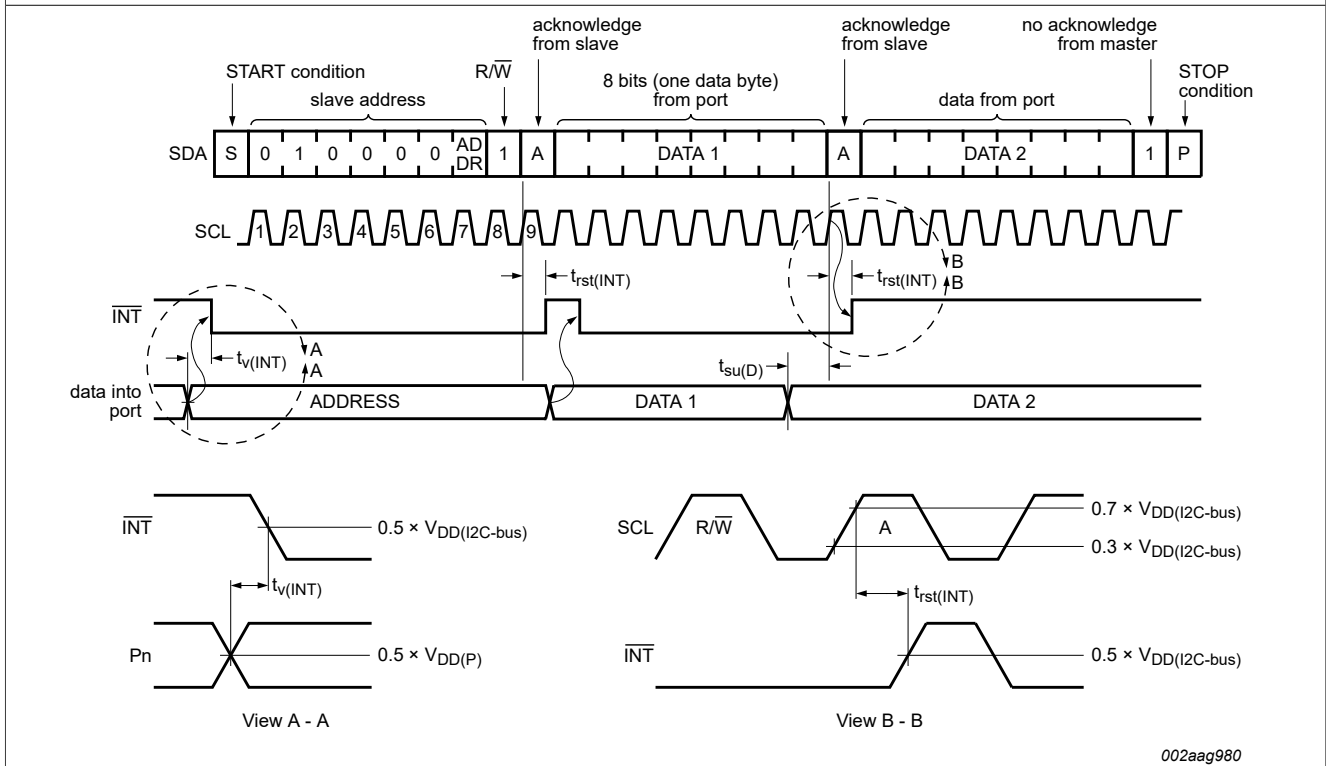 acknowledge
from slave
acknowledge
from slave
no acknowledge
from master
START condition
R/W̅
8 bits (one data byte)
from port
STOP
condition
slave address
data from port
SDA S 0 1 0 0 0 0 AD DR 1 A DATA 1 A DATA 2 1 P
SCL 1 2 3 4 5 6 7 8 9
t_rst(INT)
B
B
t_rst(INT)
I̅N̅T̅
t_v(INT)
A
A
t_su(D)
data into
port
ADDRESS DATA 1 DATA 2
I̅N̅T̅
0.5 × V_DD(I2C-bus)
t_v(INT)
Pn
0.5 × V_DD(P)
View A - A
SCL R/W̅ A
0.7 × V_DD(I2C-bus)
0.3 × V_DD(I2C-bus)
t_rst(INT)
I̅N̅T̅
0.5 × V_DD(I2C-bus)
View B - B
002aag980